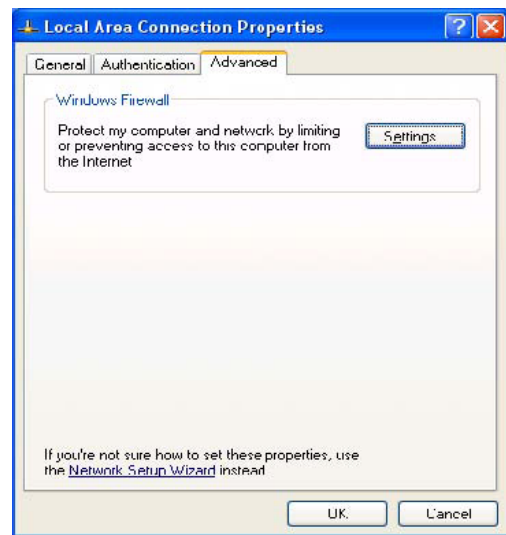 Local Area Connection Properties
General Authentication Advanced
Windows Firewall
Protect my computer and network by limiting
or preventing access to this computer from
the Internet
Settings
If you're not sure how to set these properties, use
the Network Setup Wizard instead
OK
Cancel